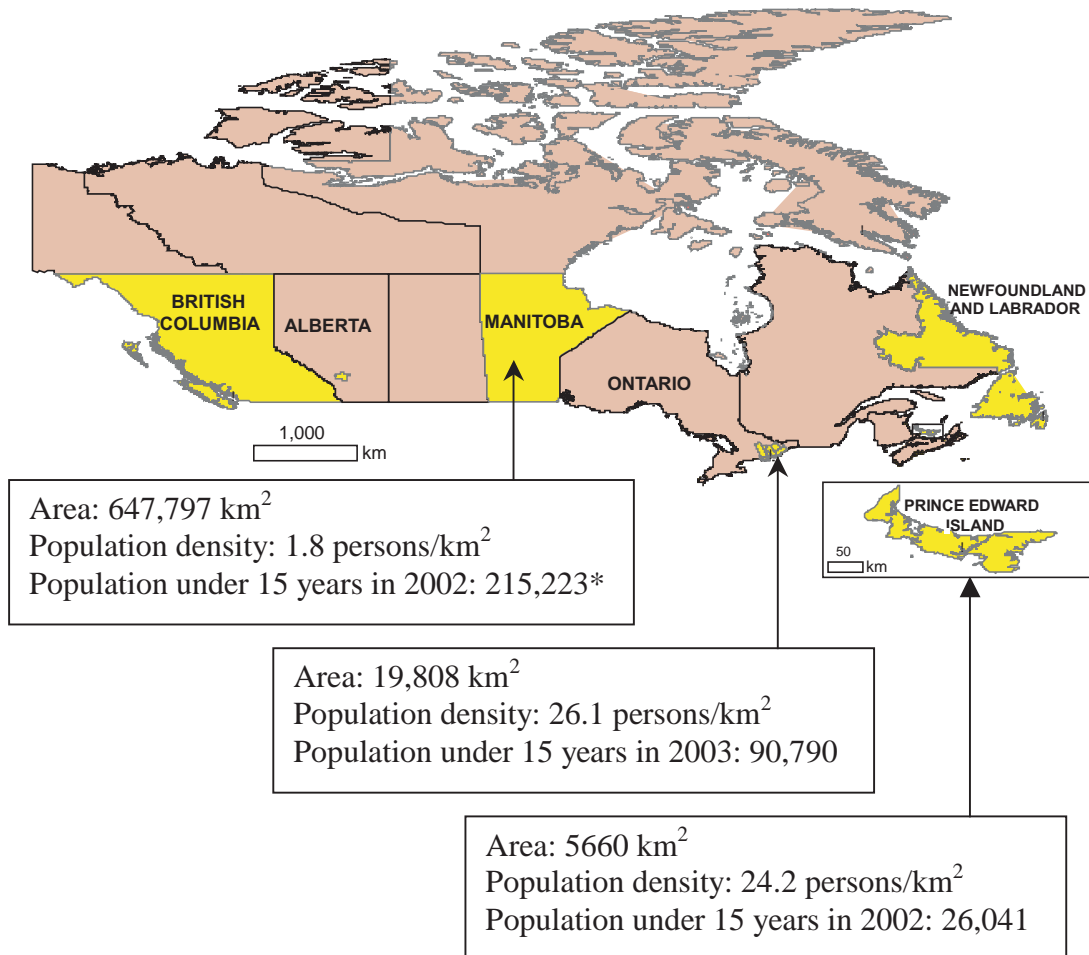 BRITISH
COLUMBIA
ALBERTA
MANITOBA
ONTARIO
NEWFOUNDLAND
AND LABRADOR
1,000
km
Area: 647,797 km²
Population density: 1.8 persons/km²
Population under 15 years in 2002: 215,223*
PRINCE EDWARD
ISLAND
50
km
Area: 19,808 km²
Population density: 26.1 persons/km²
Population under 15 years in 2003: 90,790
Area: 5660 km²
Population density: 24.2 persons/km²
Population under 15 years in 2002: 26,041